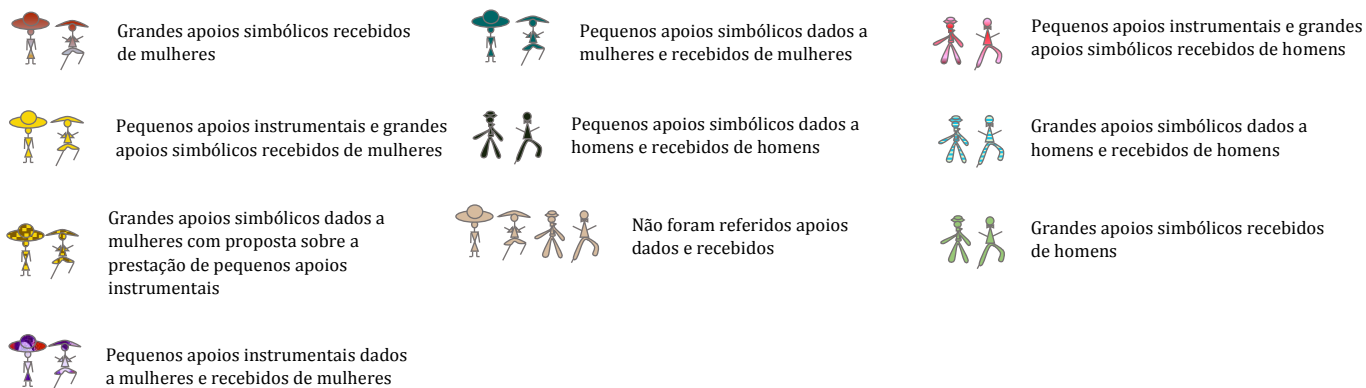 Grandes apoios simbólicos recebidos
de mulheres
Pequenos apoios simbólicos dados a
mulheres e recebidos de mulheres
Pequenos apoios instrumentais e grandes
apoios simbólicos recebidos de homens
Pequenos apoios instrumentais e grandes
apoios simbólicos recebidos de mulheres
Pequenos apoios simbólicos dados a
homens e recebidos de homens
Grandes apoios simbólicos dados a
homens e recebidos de homens
Grandes apoios simbólicos dados a
mulheres com proposta sobre a
prestação de pequenos apoios
instrumentais
Não foram referidos apoios
dados e recebidos
Grandes apoios simbólicos recebidos
de homens
Pequenos apoios instrumentais dados
a mulheres e recebidos de mulheres